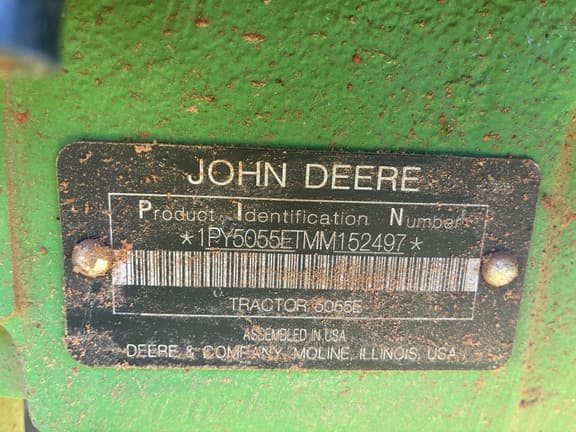 JOHN DEERE
Product Identification Number
*1PY5055ETMM152497*
TRACTOR 5055E
ASSEMBLED IN USA
DEERE & COMPANY, MOLINE, ILLINOIS, USA